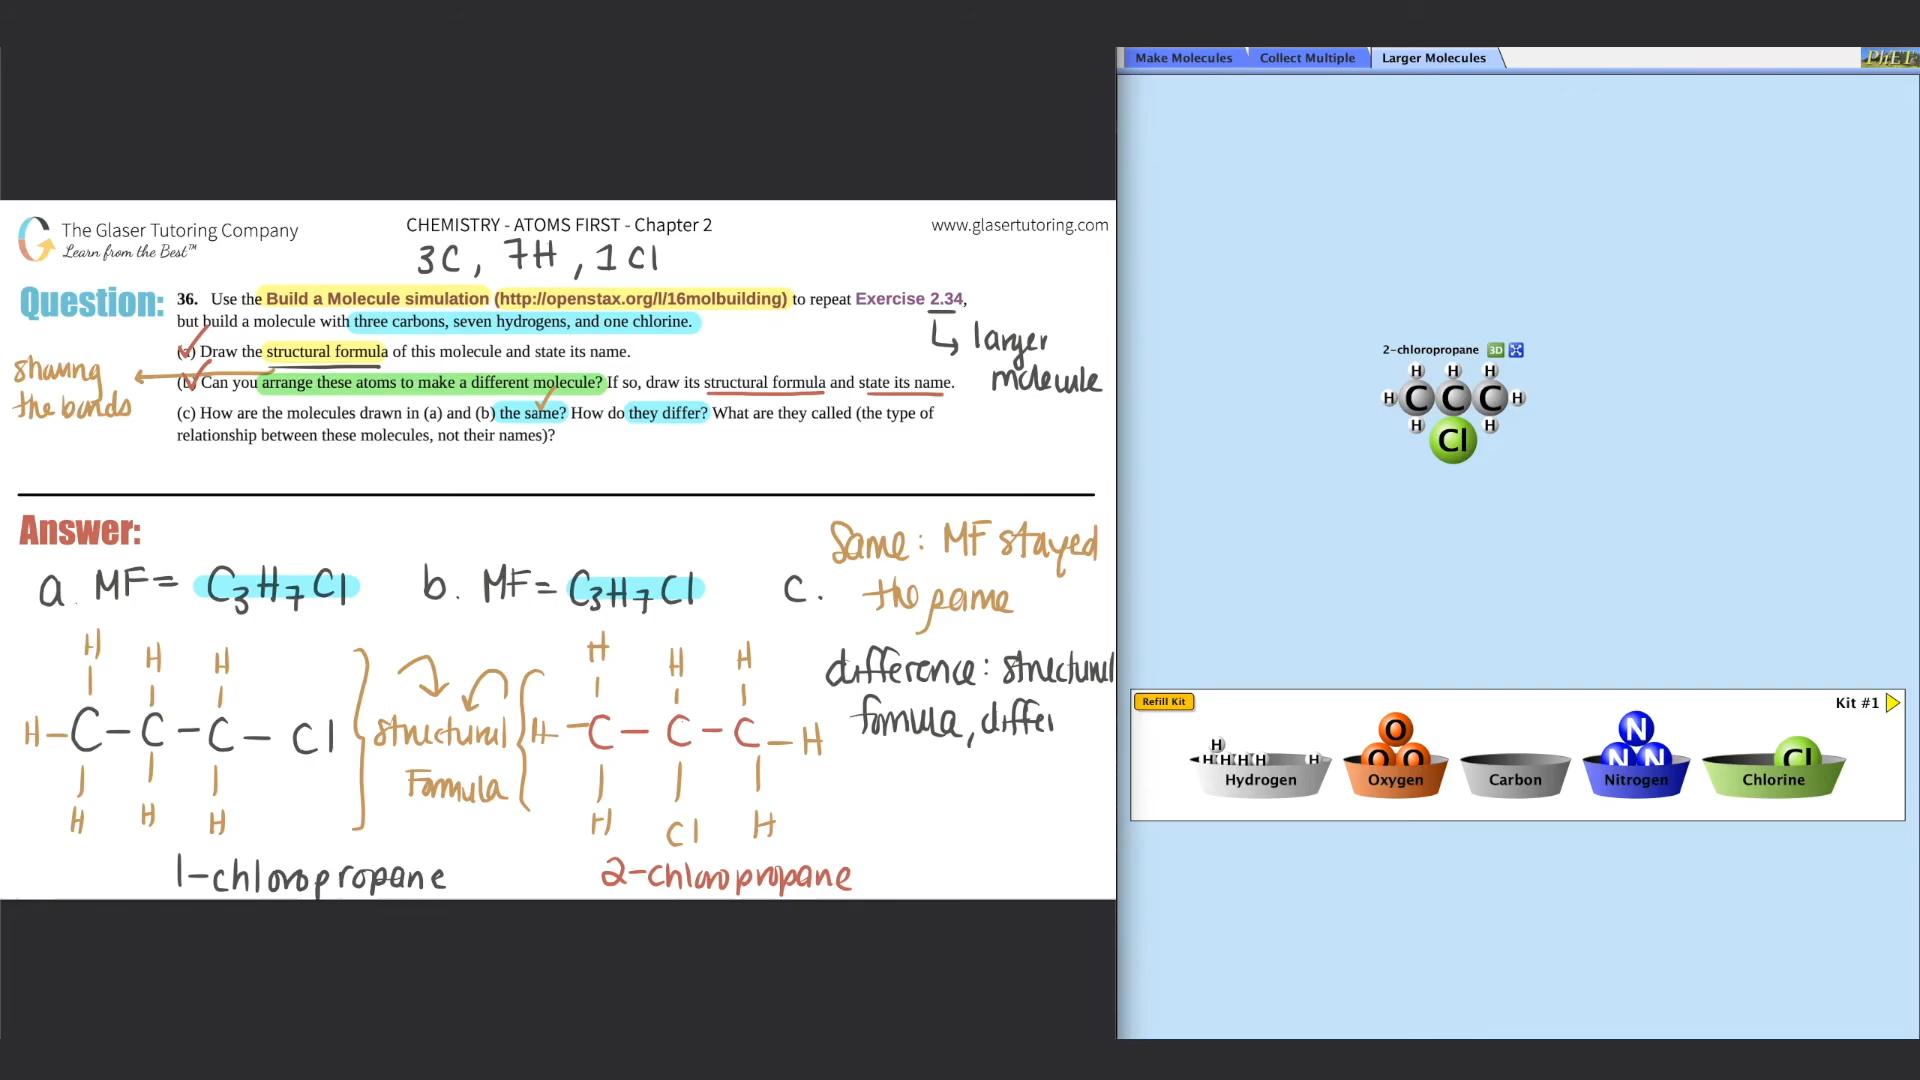 Make Molecules Collect Multiple Larger Molecules PhET
The Glaser Tutoring Company
Learn from the Best™
CHEMISTRY - ATOMS FIRST - Chapter 2
www.glasertutoring.com
3C, 7H, 1Cl
Question:
36. Use the Build a Molecule simulation (http://openstax.org/l/16molbuilding) to repeat Exercise 2.34,
but build a molecule with three carbons, seven hydrogens, and one chlorine.
(a) Draw the structural formula of this molecule and state its name.
(b) Can you arrange these atoms to make a different molecule? If so, draw its structural formula and state its name.
(c) How are the molecules drawn in (a) and (b) the same? How do they differ? What are they called (the type of
relationship between these molecules, not their names)?
larger
molecule
sharing
the bonds
Answer:
a. MF = C3H7Cl
H H H
H-C-C-C-Cl
H H H
1-chloropropane
structural
Formula
b. MF = C3H7Cl
H H H
H-C-C-C-H
H Cl H
2-chloropropane
c.
Same: MF stayed
the same
difference: structural
formula, differ
2-chloropropane 3D
H H H
H C C C H
H Cl H
Refill Kit
Kit #1
H
H H H H H
O
O O
N
N N
Cl
Hydrogen Oxygen Carbon Nitrogen Chlorine